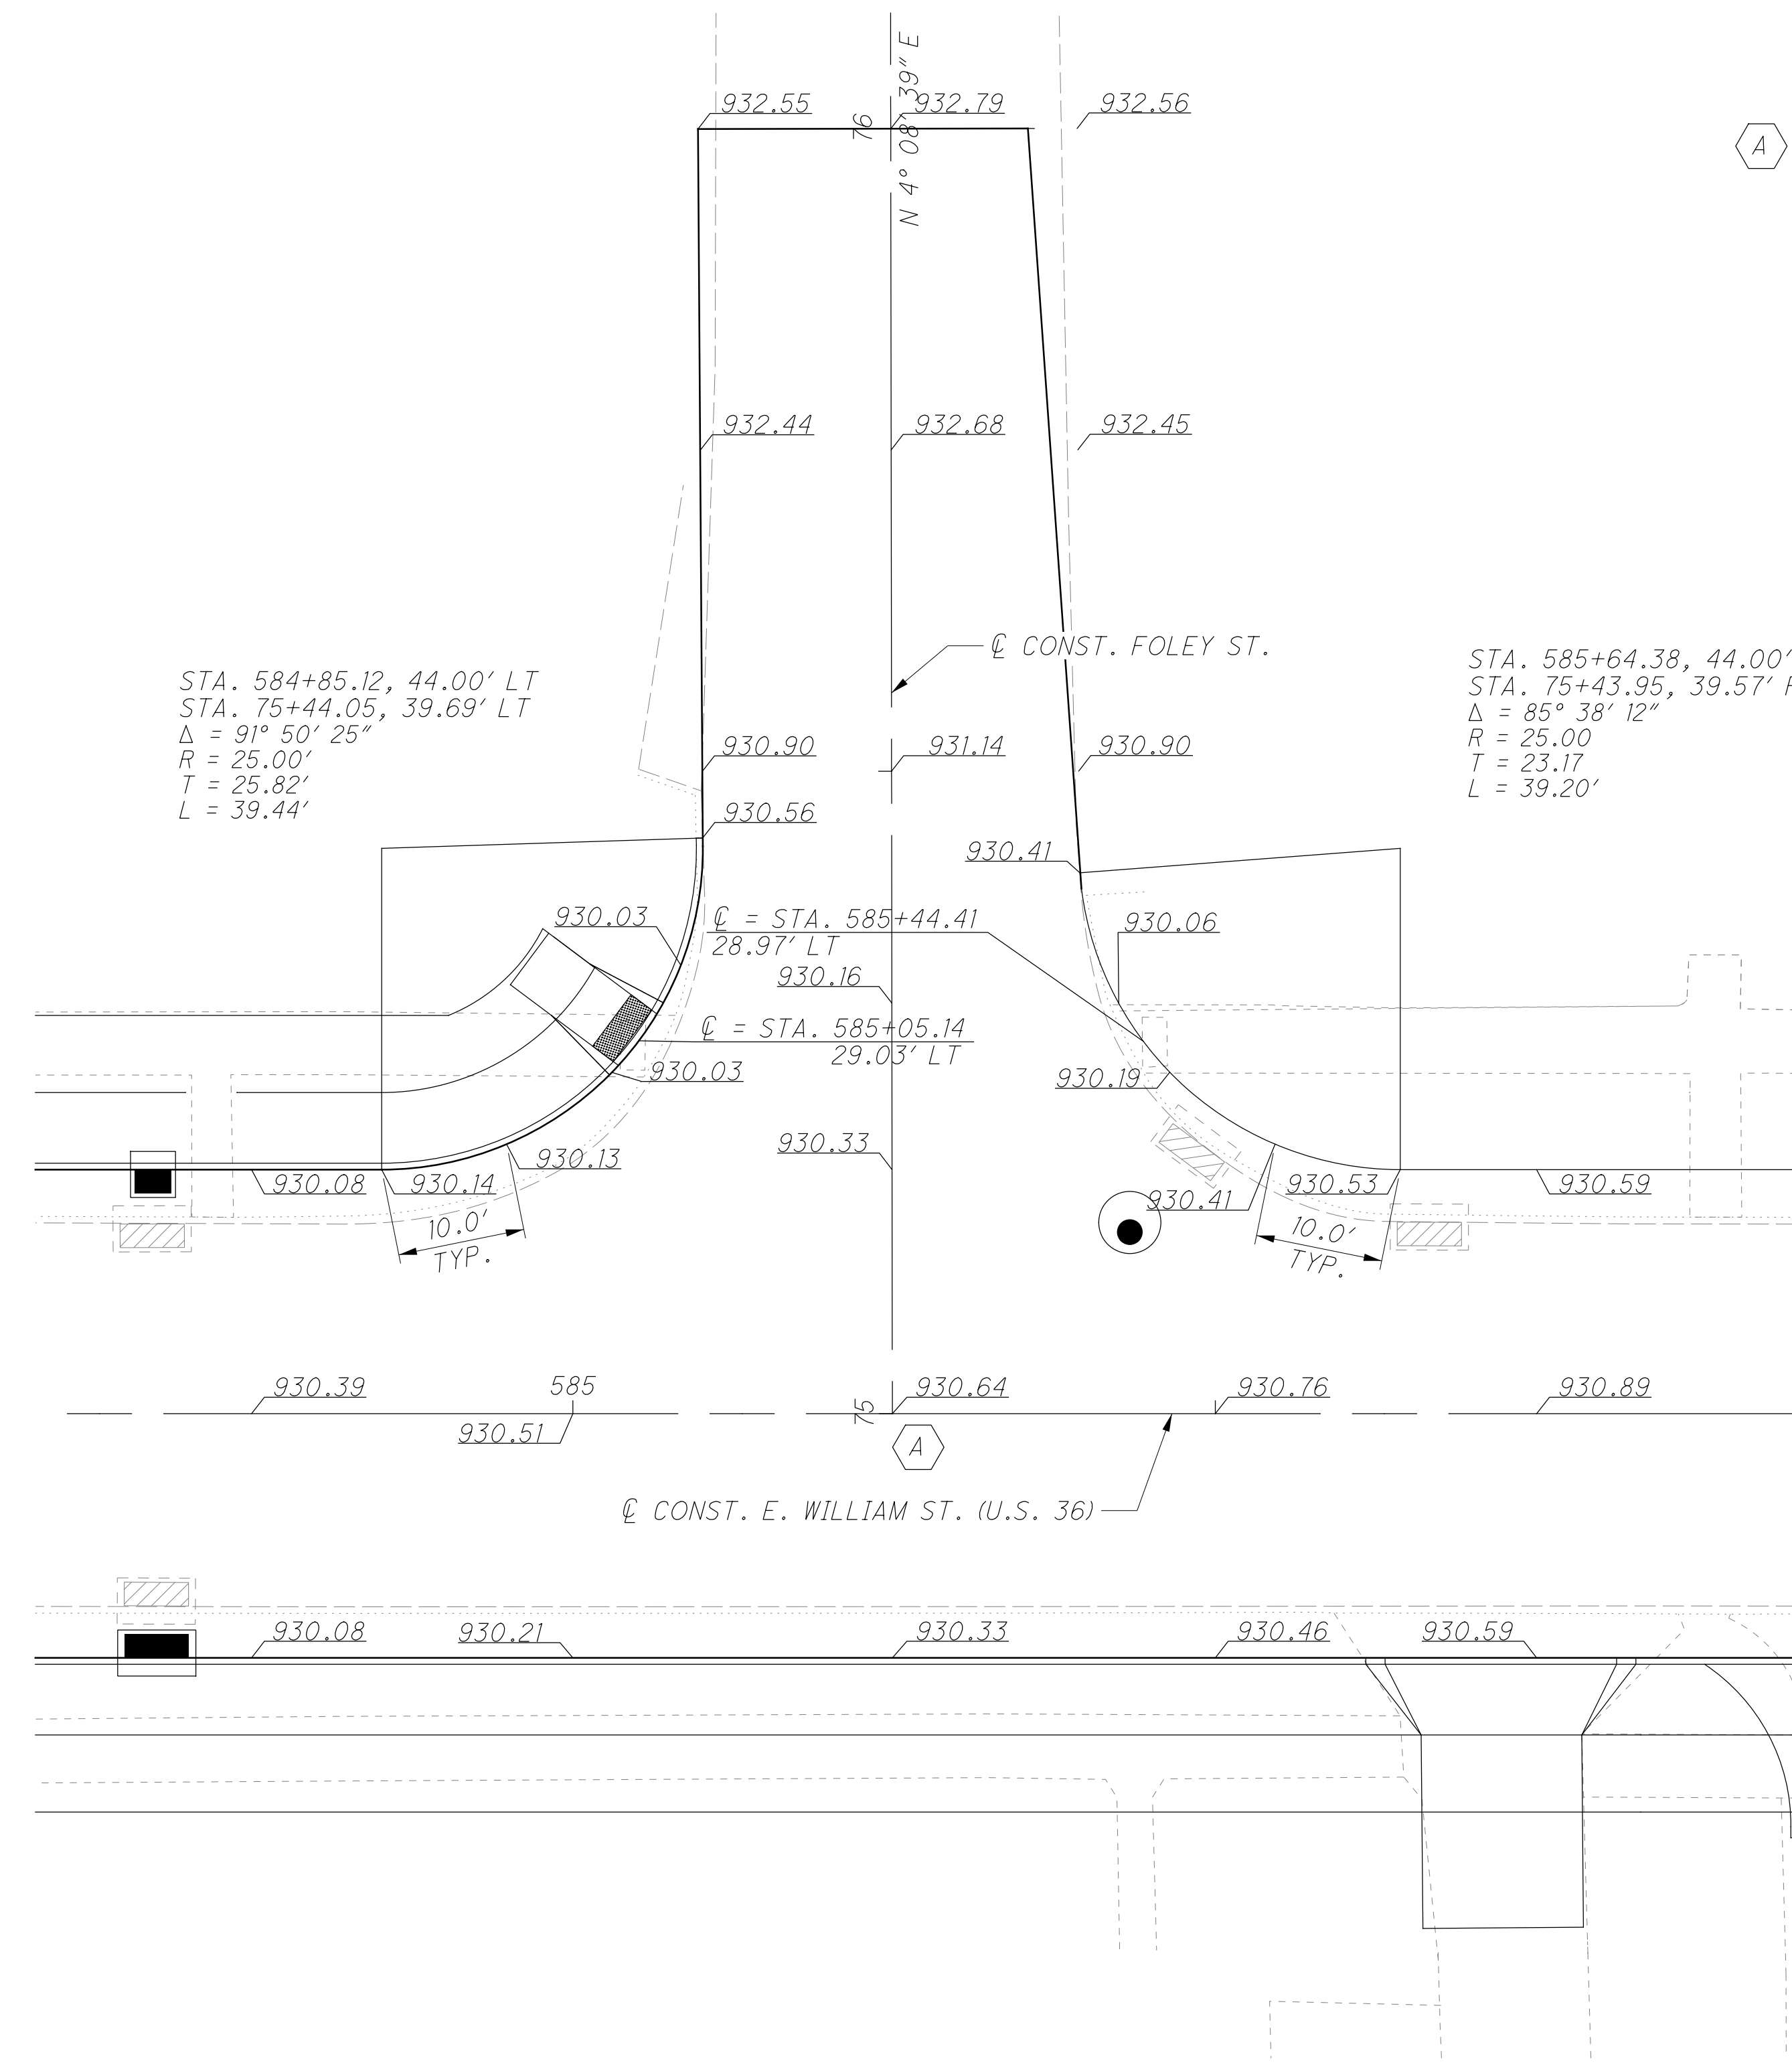 932.55
932.79
932.56
76
N 4° 08' 39" E
A
932.44
932.68
932.45
℄ CONST. FOLEY ST.
STA. 584+85.12, 44.00' LT
STA. 75+44.05, 39.69' LT
Δ = 91° 50' 25"
R = 25.00'
T = 25.82'
L = 39.44'
STA. 585+64.38, 44.00'
STA. 75+43.95, 39.57'
Δ = 85° 38' 12"
R = 25.00
T = 23.17
L = 39.20'
930.90
931.14
930.90
930.56
930.41
930.03
℄ = STA. 585+44.41
28.97' LT
930.06
930.16
℄ = STA. 585+05.14
29.03' LT
930.03
930.19
930.33
930.13
930.08
930.14
930.41
930.53
930.59
10.0'
TYP.
10.0'
TYP.
930.39
585
930.51
75
930.64
930.76
930.89
A
℄ CONST. E. WILLIAM ST. (U.S. 36)
930.08
930.21
930.33
930.46
930.59